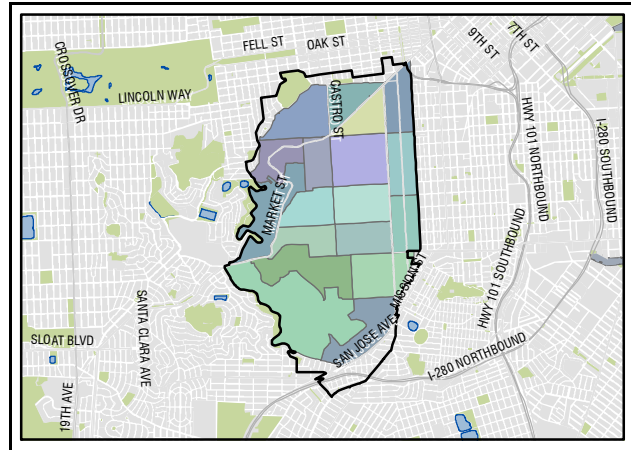 FELL ST
OAK ST
9TH ST
7TH ST
CROSSOVER DR
LINCOLN WAY
CASTRO ST
HWY 101 NORTHBOUND
I-280 SOUTHBOUND
MARKET ST
MISSION ST
HWY 101 SOUTHBOUND
SANTA CLARA AVE
SLOAT BLVD
SAN JOSE AVE
I-280 NORTHBOUND
19TH AVE